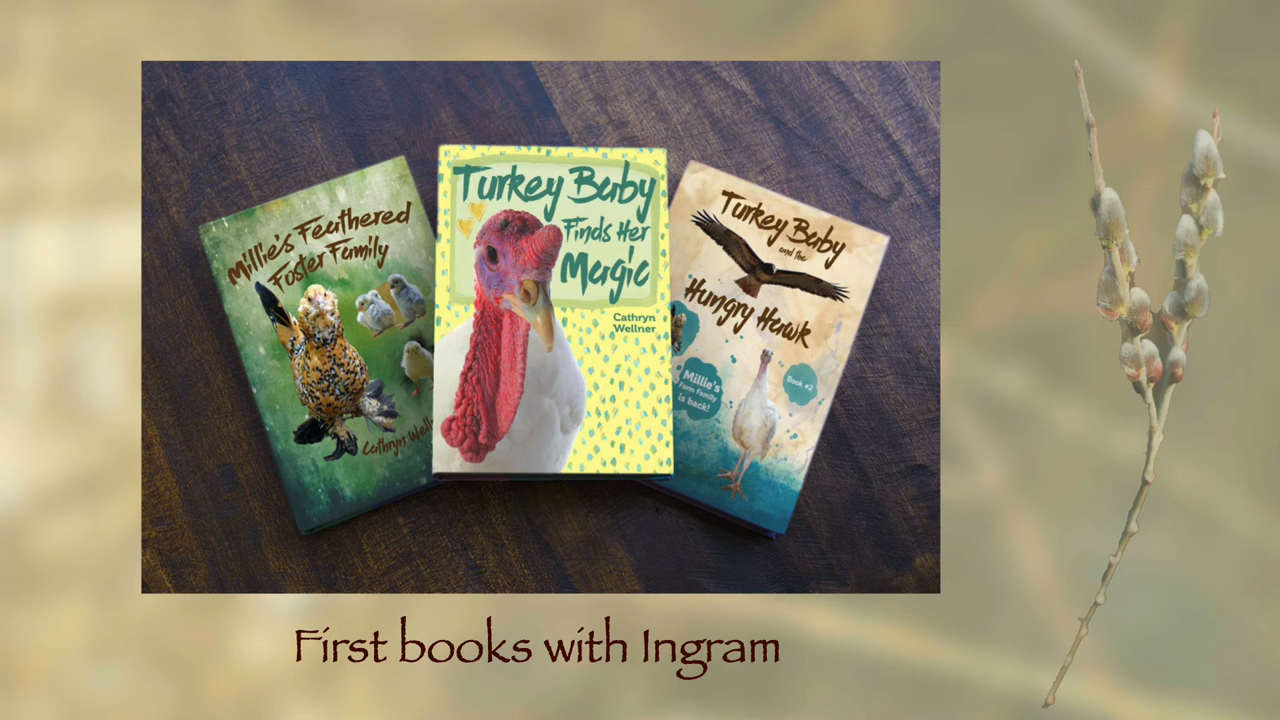 Millie's Feathered
Foster Family
Turkey Baby
Finds Her
Magic
Cathryn
Wellner
Turkey Baby
and the
Hungry Hawk
Millie's
Farm Family
is back!
Book #2
Cathryn
First books with Ingram